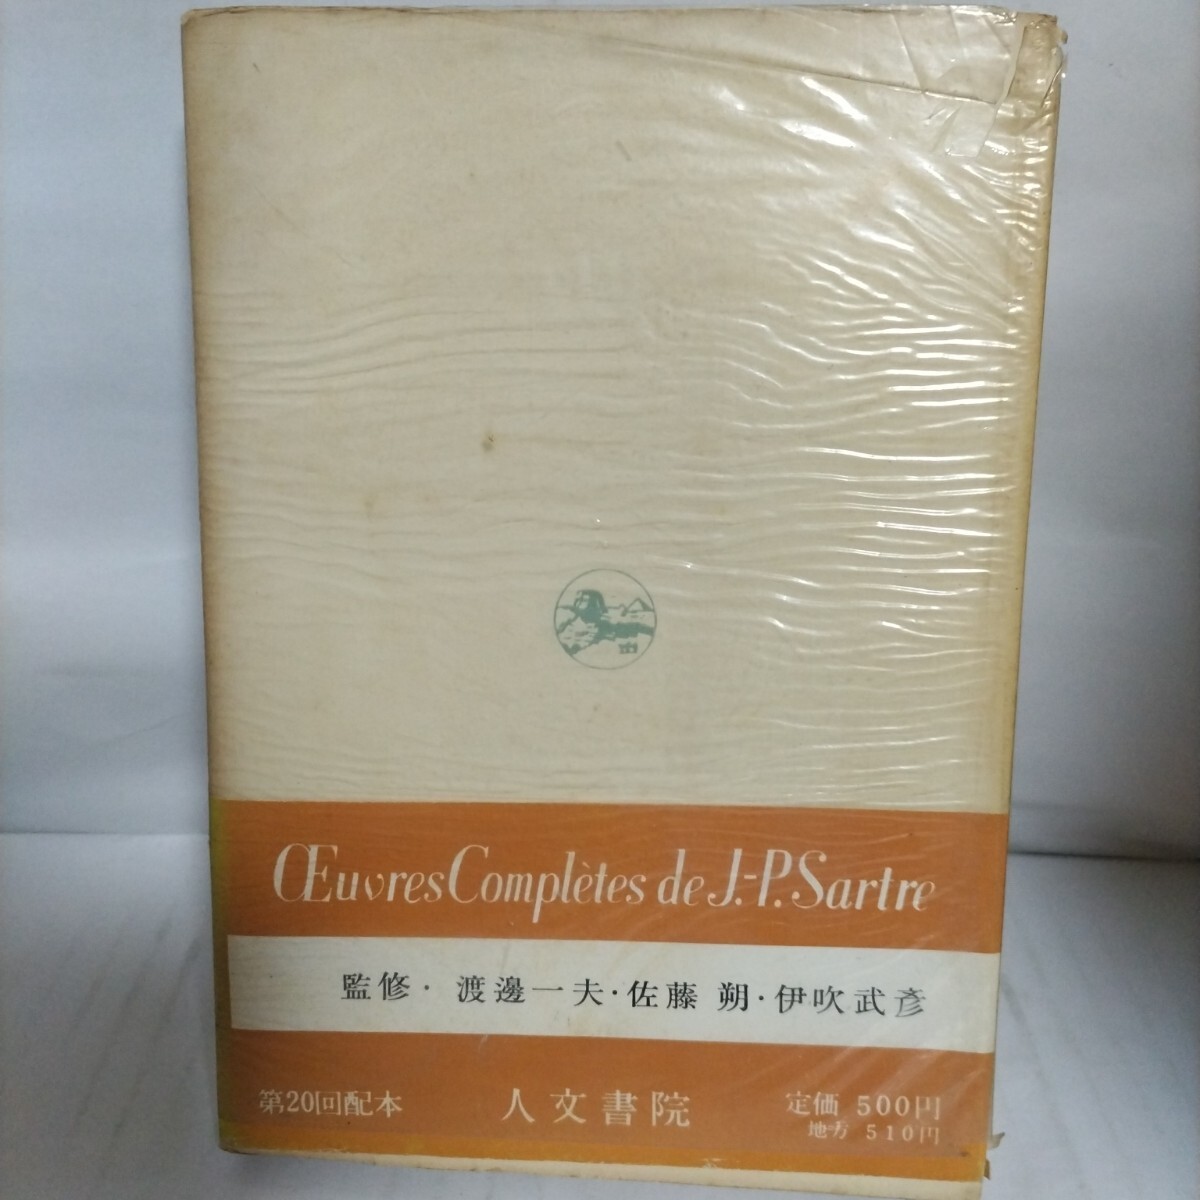 Œuvres Complètes de J.-P. Sartre
監修・渡邊一夫・佐藤 朔・伊吹武彥
第20回配本 人文書院 定価 500円
地方 510円